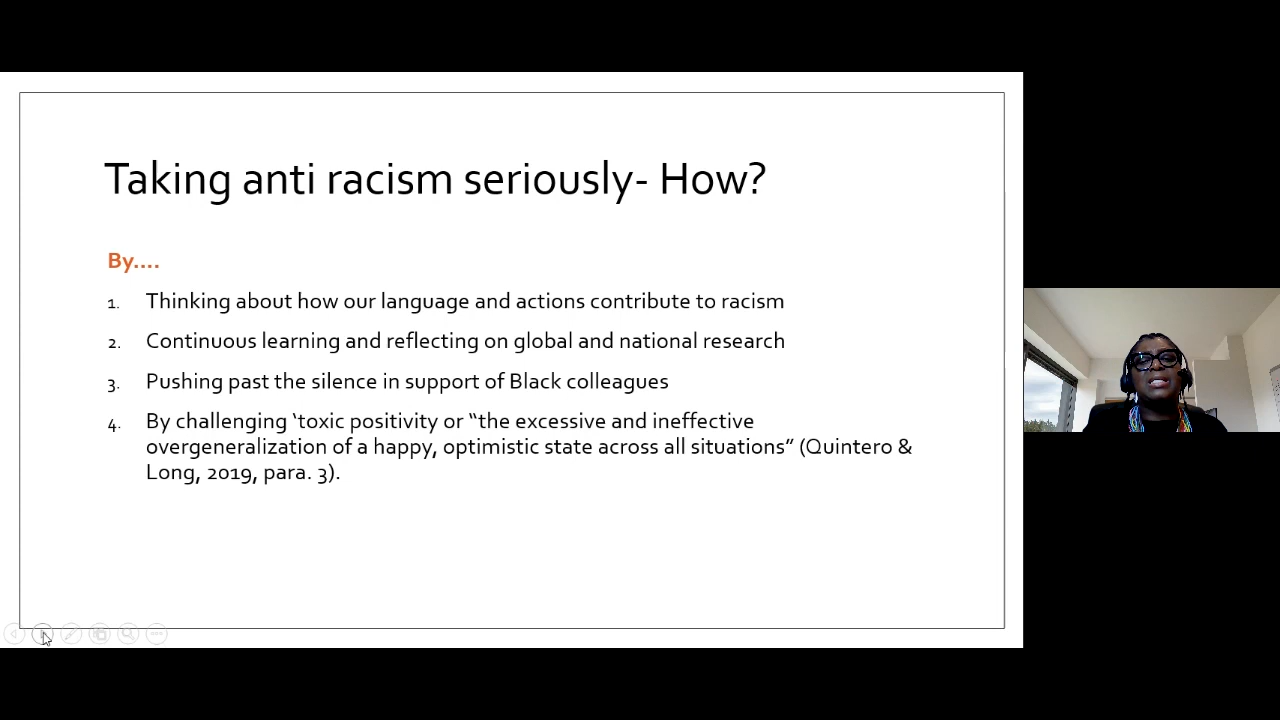 Taking anti racism seriously- How?
By....
1. Thinking about how our language and actions contribute to racism
2. Continuous learning and reflecting on global and national research
3. Pushing past the silence in support of Black colleagues
4. By challenging ‘toxic positivity or “the excessive and ineffective
overgeneralization of a happy, optimistic state across all situations” (Quintero &
Long, 2019, para. 3).